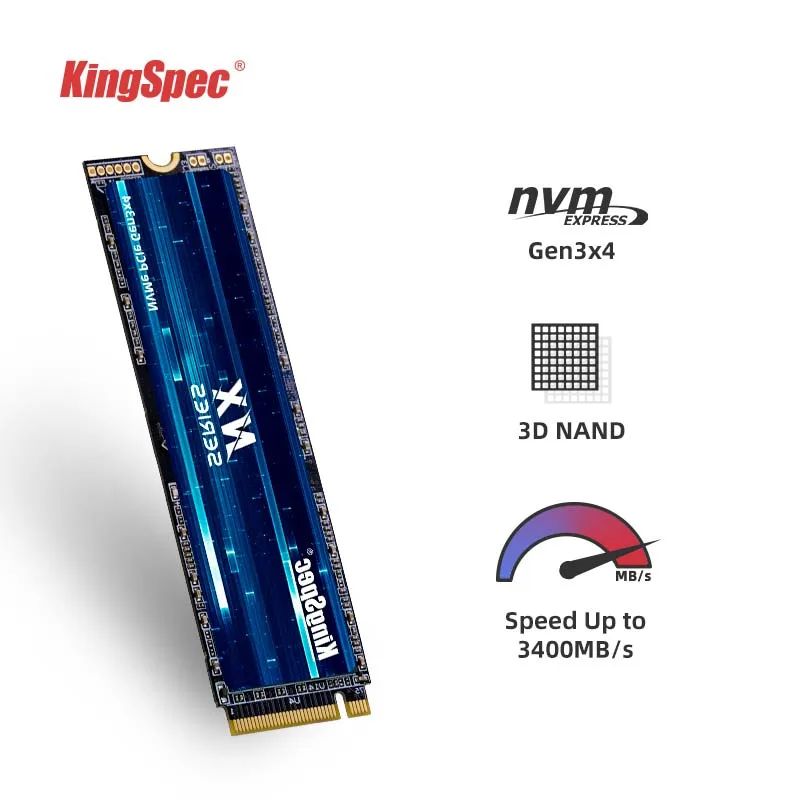 KingSpec®
NVMe PCIe Gen3x4
SERIES
NX
KingSpec®
nvm
EXPRESS
Gen3x4
3D NAND
MB/s
Speed Up to
3400MB/s